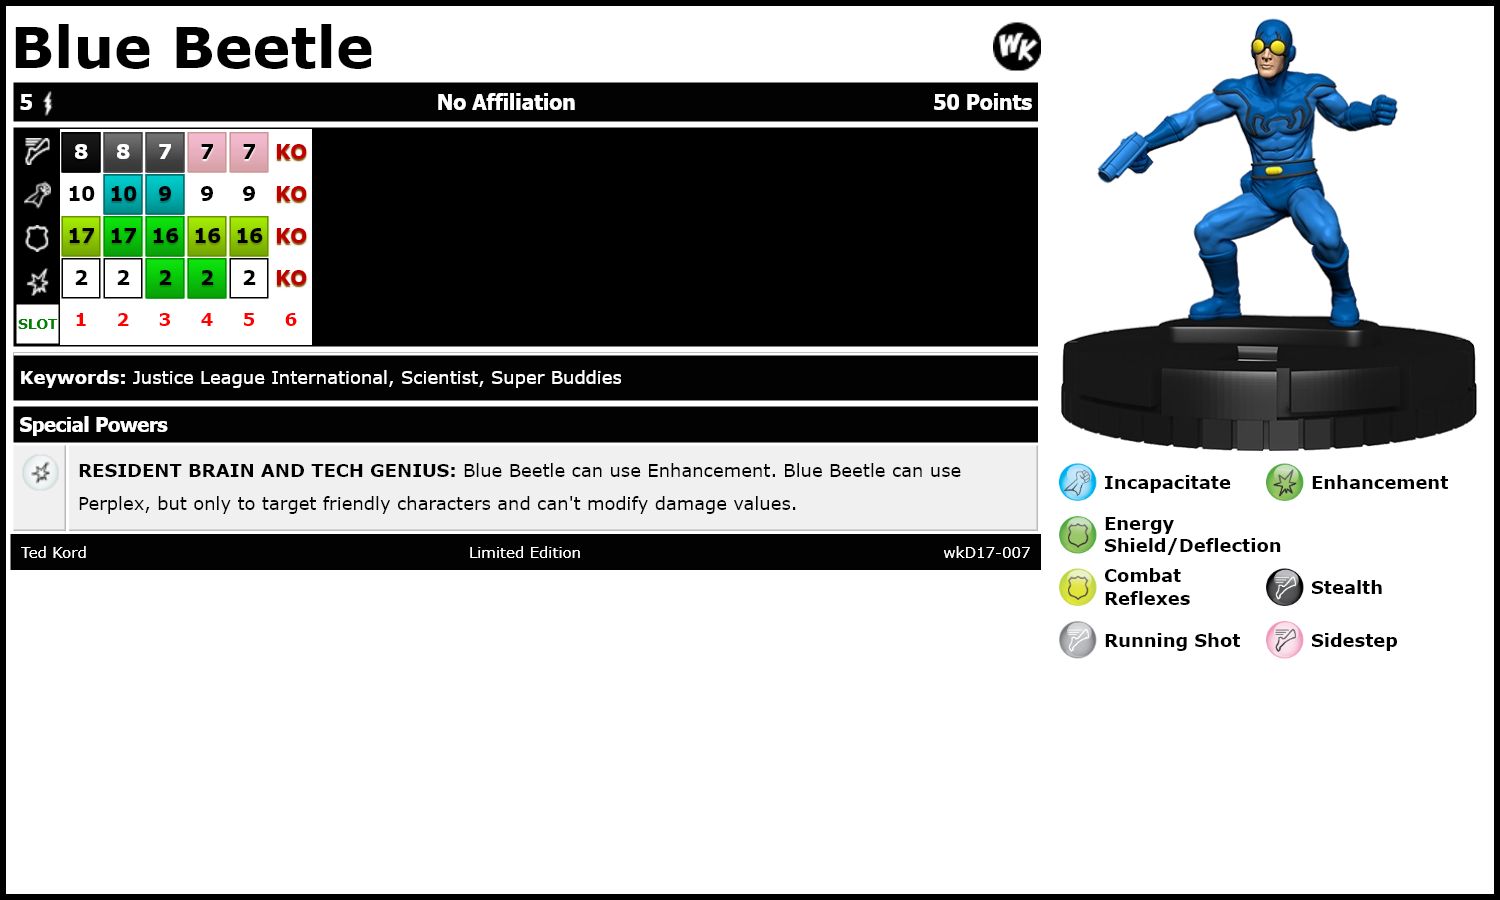 Blue Beetle
WK
5 No Affiliation 50 Points
8 8 7 7 7 KO
10 10 9 9 9 KO
17 17 16 16 16 KO
2 2 2 2 2 KO
SLOT 1 2 3 4 5 6
Keywords: Justice League International, Scientist, Super Buddies
Special Powers
RESIDENT BRAIN AND TECH GENIUS: Blue Beetle can use Enhancement. Blue Beetle can use
Perplex, but only to target friendly characters and can't modify damage values.
Ted Kord Limited Edition wkD17-007
Incapacitate Enhancement
Energy
Shield/Deflection
Combat
Reflexes
Stealth
Running Shot Sidestep